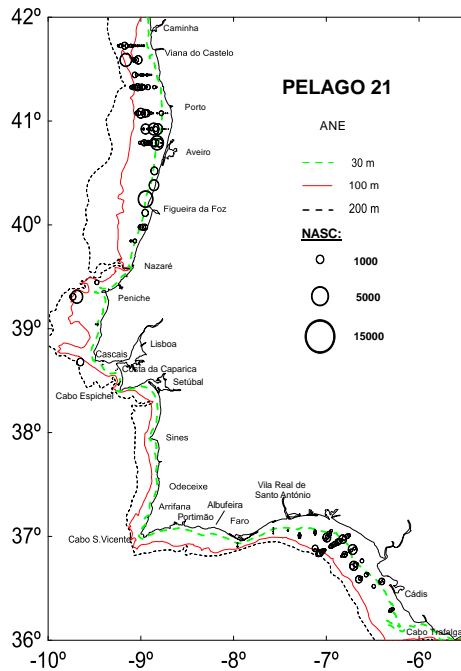 42º
Caminha
Viana do Castelo
PELAGO 21
41º
Porto
ANE
Aveiro
30 m
100 m
200 m
40º
Figueira da Foz
NASC:
1000
Nazaré
5000
Peniche
15000
39º
Lisboa
Cascais
Costa da Caparica
Setúbal
Cabo Espichel
38º
Sines
Odeceixe
Vila Real de
Santo António
Arrifana
Albufeira
Portimão
Faro
37º
Cabo S.Vicente
Cádis
Cabo Trafalga
36º
-10º -9º -8º -7º -6º